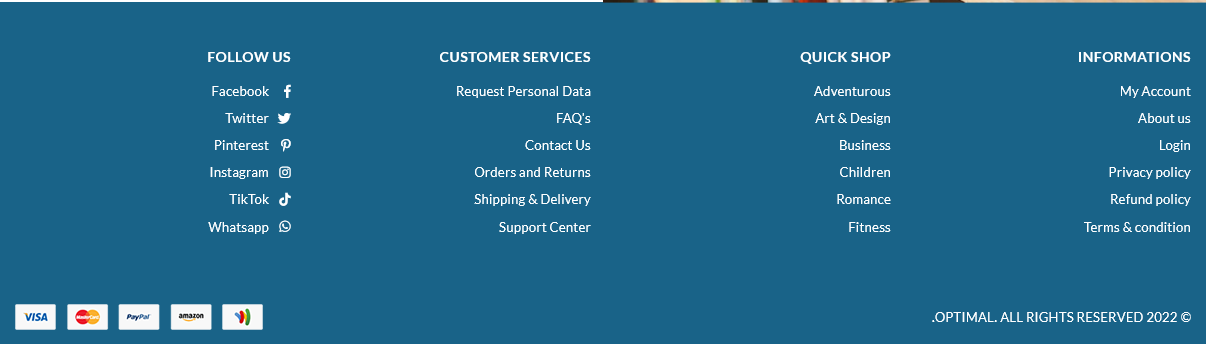 FOLLOW US
Facebook
Twitter
Pinterest
Instagram
TikTok
Whatsapp
CUSTOMER SERVICES
Request Personal Data
FAQ's
Contact Us
Orders and Returns
Shipping & Delivery
Support Center
QUICK SHOP
Adventurous
Art & Design
Business
Children
Romance
Fitness
INFORMATIONS
My Account
About us
Login
Privacy policy
Refund policy
Terms & condition
VISA MasterCard PayPal amazon
.OPTIMAL. ALL RIGHTS RESERVED 2022 ©